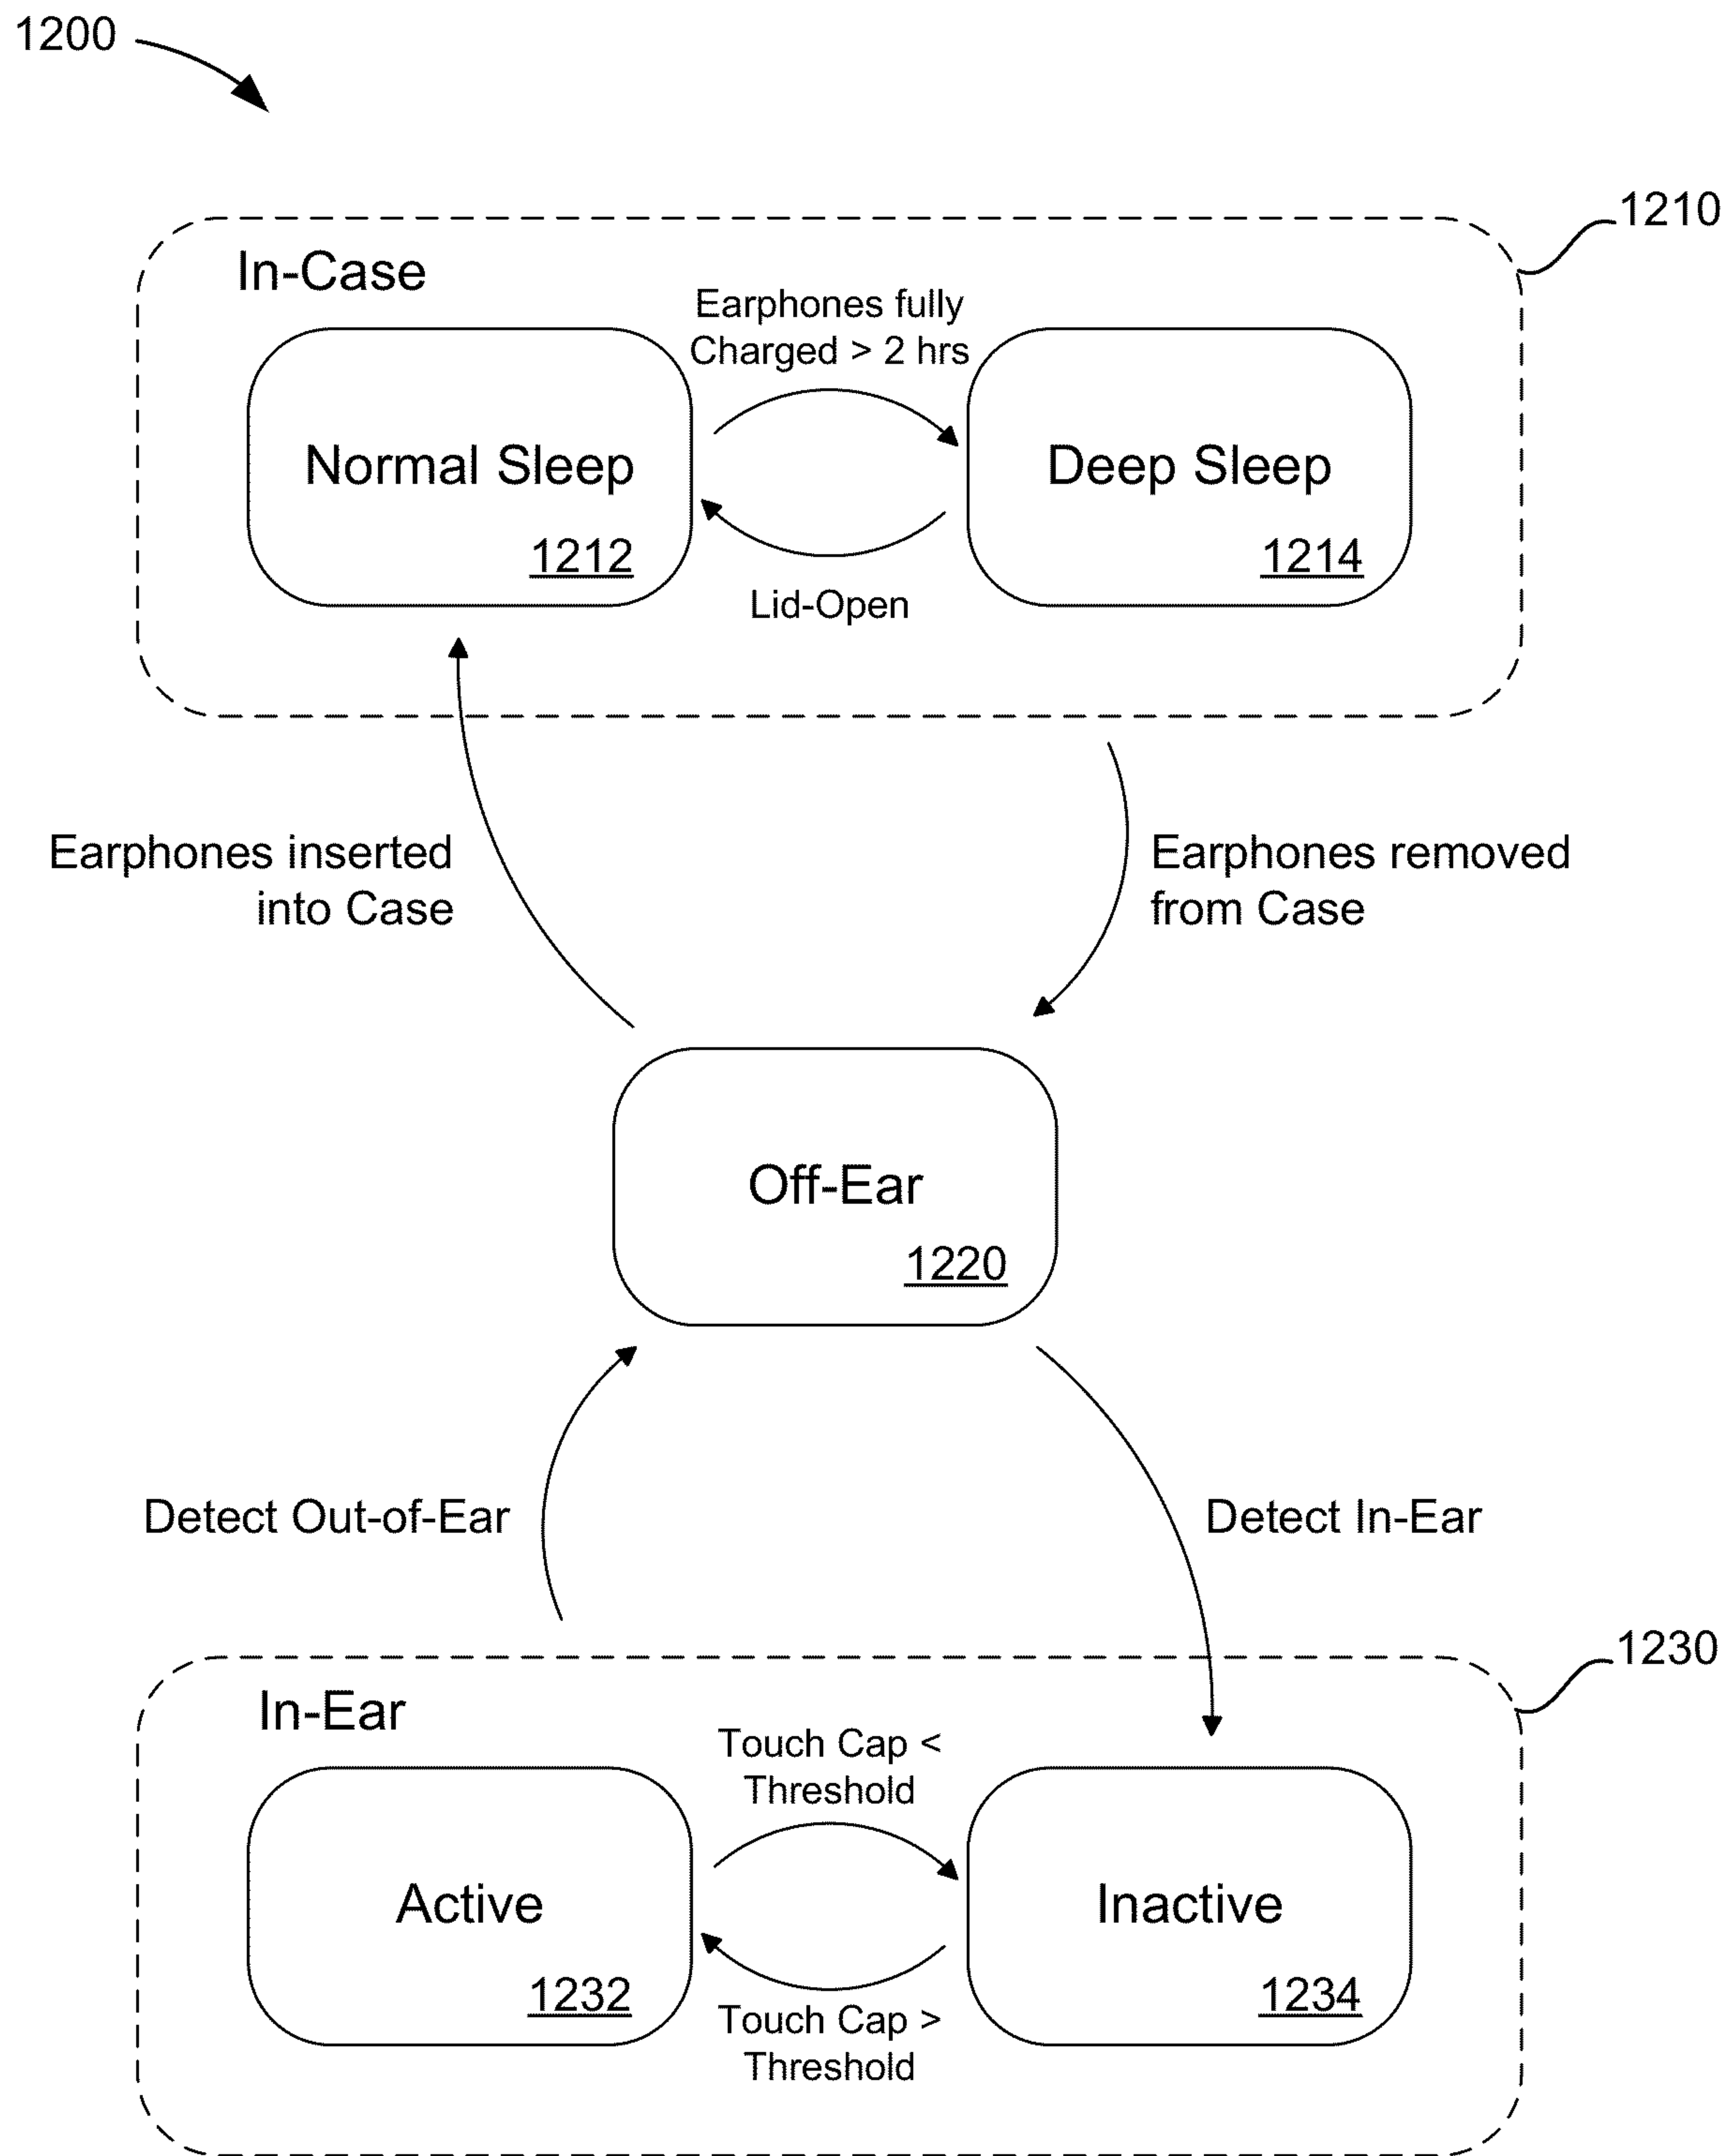 1200
1210
In-Case
Earphones fully
Charged > 2 hrs
Normal Sleep
1212
Deep Sleep
1214
Lid-Open
Earphones inserted
into Case
Earphones removed
from Case
Off-Ear
1220
Detect Out-of-Ear
Detect In-Ear
1230
In-Ear
Touch Cap <
Threshold
Active
1232
Inactive
1234
Touch Cap >
Threshold